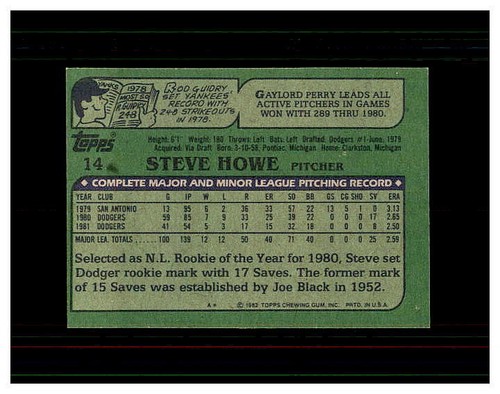 YANKS
1978
MOST S.O.
R. GUIDRY
248
ROD GUIDRY
SET YANKEES'
RECORD WITH
248 STRIKEOUTS
IN 1978.
GAYLORD PERRY LEADS ALL
ACTIVE PITCHERS IN GAMES
WON WITH 289 THRU 1980.
topps
14
Height: 6'1" Weight: 180 Throws: Left Bats: Left Drafted: Dodgers #1-June, 1979
Acquired: Via Draft Born: 3-10-58, Pontiac, Michigan Home: Clarkston, Michigan
STEVE HOWE PITCHER
COMPLETE MAJOR AND MINOR LEAGUE PITCHING RECORD
YEAR CLUB G IP W L R ER SO BB GS CG SHO SV ERA
1979 SAN ANTONIO 13 95 6 2 36 33 57 22 13 5 1 0 3.13
1980 DODGERS 59 85 7 9 33 25 39 22 0 0 0 17 2.65
1981 DODGERS 41 54 5 3 17 15 32 18 0 0 0 8 2.50
MAJOR LEA. TOTALS 100 139 12 12 50 40 71 40 0 0 0 25 2.59
Selected as N.L. Rookie of the Year for 1980, Steve set
Dodger rookie mark with 17 Saves. The former mark
of 15 Saves was established by Joe Black in 1952.
A* © 1982 TOPPS CHEWING GUM, INC. PRTD. IN U.S.A.